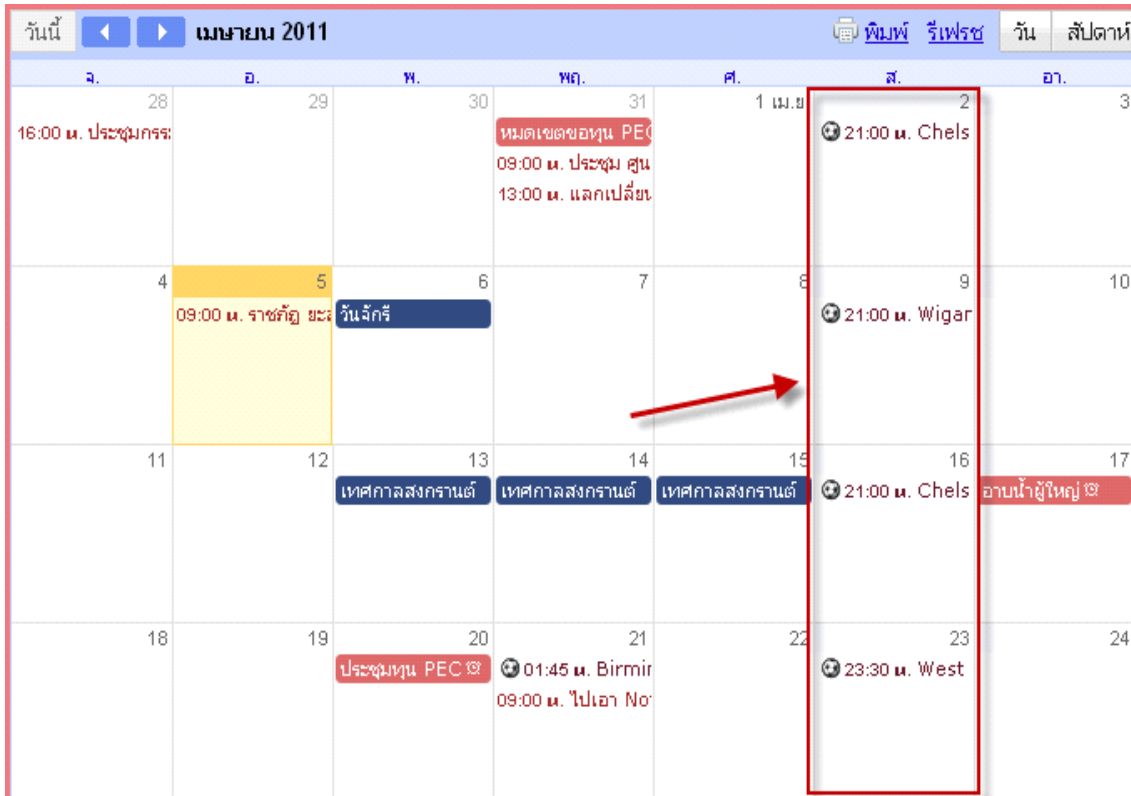 วันนี้ เมษายน 2011 พิมพ์ รีเฟรช วัน สัปดาห์
จ. อ. พ. พฤ. ศ. ส. อา.
28 29 30 31 1 เม.ย 2 3
16:00 น. ประชุมกรร หมดเขตขอทุน PEC 21:00 น. Chels
09:00 น. ประชุม ศูน
13:00 น. แลกเปลี่ยน
4 5 6 7 8 9 10
09:00 น. ราชภัฏ ยะล วันจักรี 21:00 น. Wigan
11 12 13 14 15 16 17
เทศกาลสงกรานต์ เทศกาลสงกรานต์ เทศกาลสงกรานต์ 21:00 น. Chels อาบน้ำผู้ใหญ่
18 19 20 21 22 23 24
ประชุมทุน PEC 01:45 น. Birmin 23:30 น. West
09:00 น. ไปเอา No